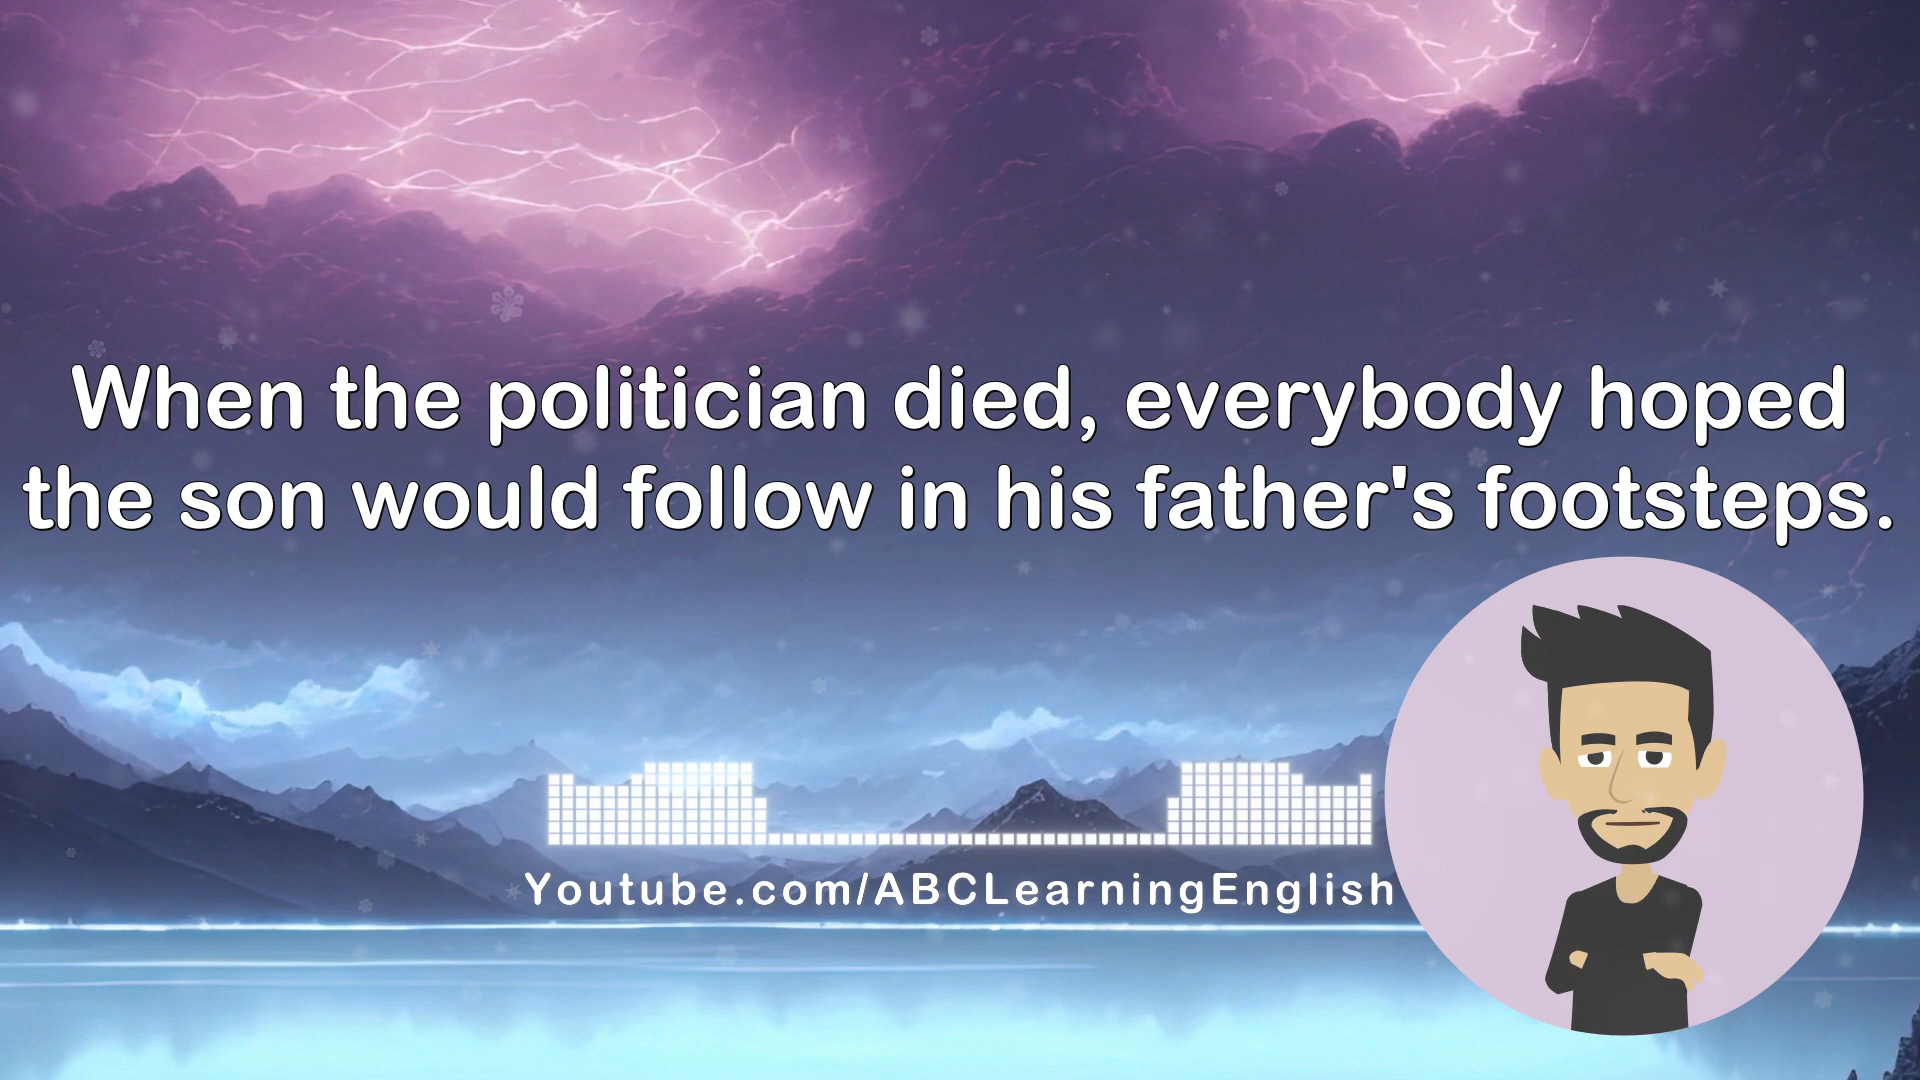 When the politician died, everybody hoped
the son would follow in his father's footsteps.
Youtube.com/ABCLearningEnglish